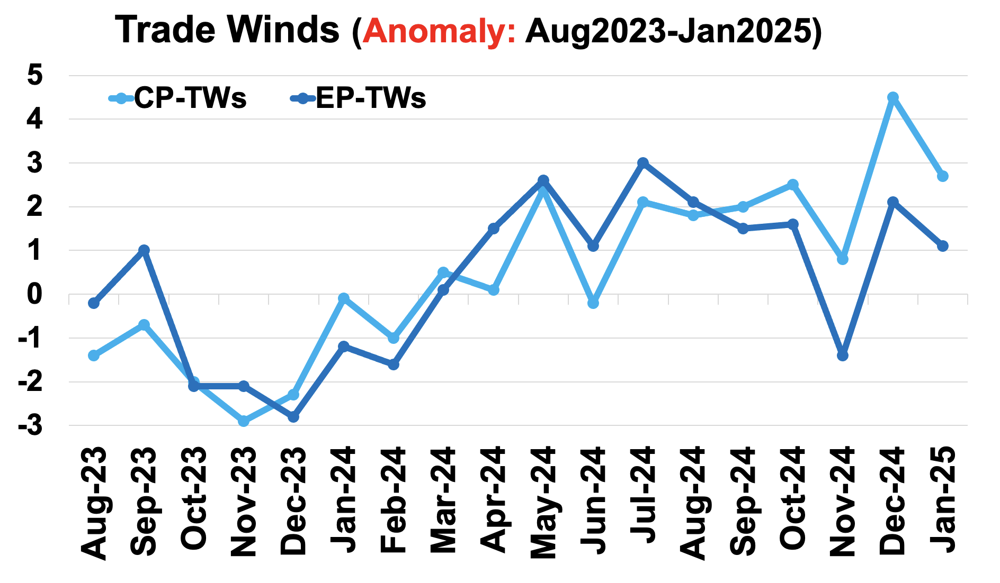 Trade Winds (Anomaly: Aug2023-Jan2025)
5
4
3
2
1
0
-1
-2
-3
CP-TWs
EP-TWs
Aug-23
Sep-23
Oct-23
Nov-23
Dec-23
Jan-24
Feb-24
Mar-24
Apr-24
May-24
Jun-24
Jul-24
Aug-24
Sep-24
Oct-24
Nov-24
Dec-24
Jan-25